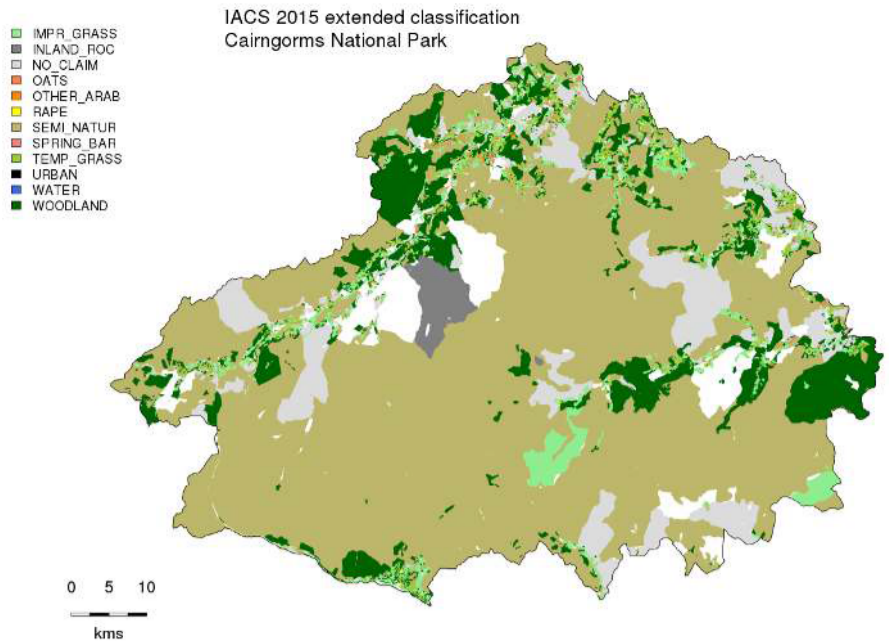 IACS 2015 extended classification
Cairngorms National Park
IMPR_GRASS
INLAND_ROC
NO_CLAIM
OATS
OTHER_ARAB
RAPE
SEMI_NATUR
SPRING_BAR
TEMP_GRASS
URBAN
WATER
WOODLAND
0 5 10
kms